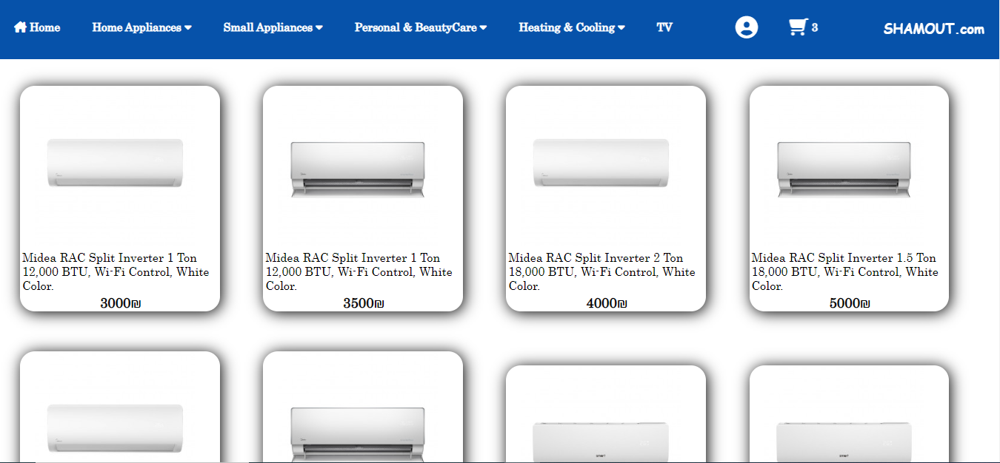 Home Home Appliances Small Appliances Personal & BeautyCare Heating & Cooling TV 3 SHAMOUT.com
Midea RAC Split Inverter 1 Ton
12,000 BTU, Wi-Fi Control, White
Color.
3000₪
Midea RAC Split Inverter 1 Ton
12,000 BTU, Wi-Fi Control, White
Color.
3500₪
Midea RAC Split Inverter 2 Ton
18,000 BTU, Wi-Fi Control, White
Color.
4000₪
Midea RAC Split Inverter 1.5 Ton
18,000 BTU, Wi-Fi Control, White
Color.
5000₪
SMART
SMART